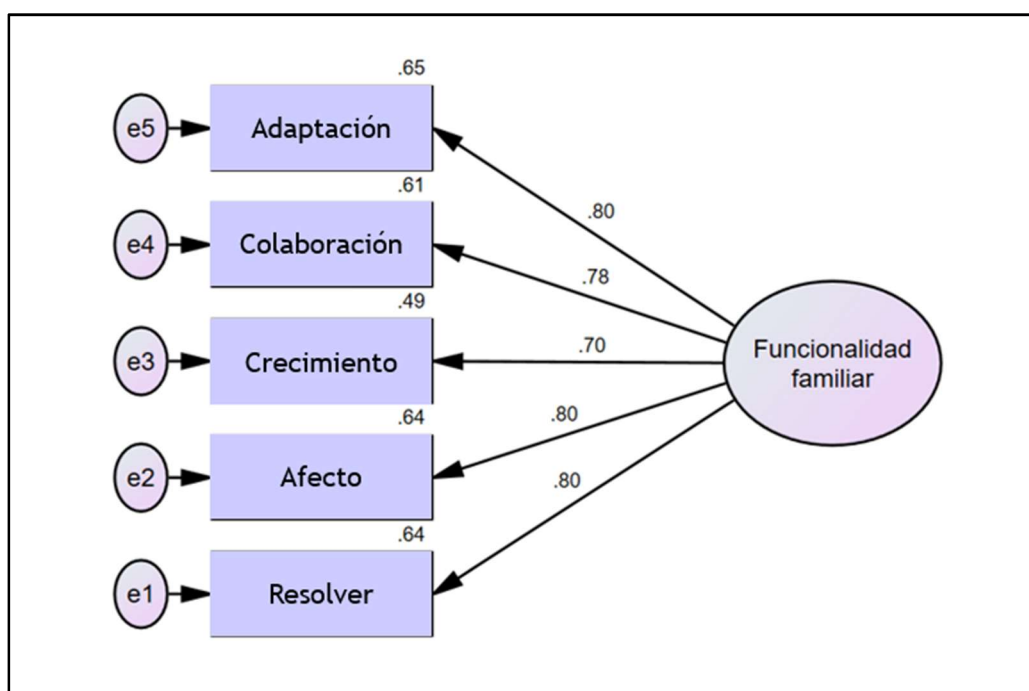 .65
e5
Adaptación
.80
.61
e4
Colaboración
.78
.49
e3
Crecimiento
.70
Funcionalidad
familiar
.64
e2
Afecto
.80
.64
e1
Resolver
.80